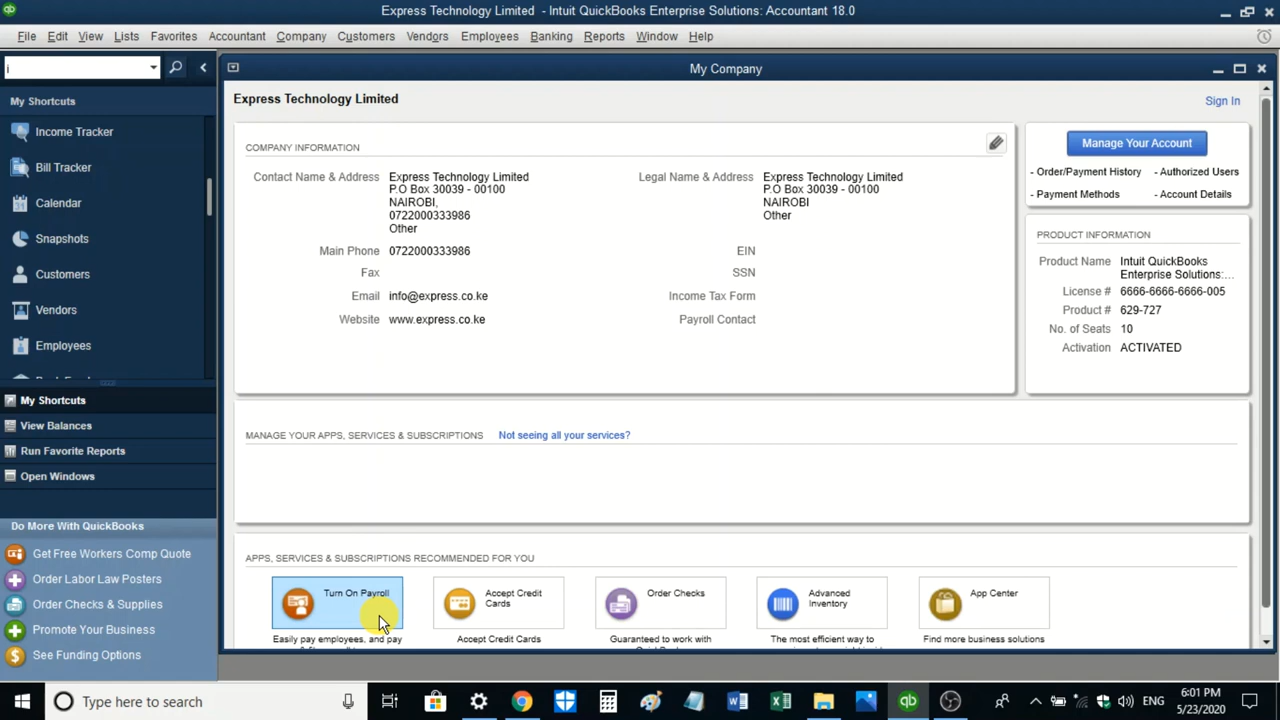 Express Technology Limited - Intuit QuickBooks Enterprise Solutions: Accountant 18.0
File Edit View Lists Favorites Accountant Company Customers Vendors Employees Banking Reports Window Help
My Company
Express Technology Limited
Sign In
My Shortcuts
Income Tracker
Bill Tracker
Calendar
Snapshots
Customers
Vendors
Employees
My Shortcuts
View Balances
Run Favorite Reports
Open Windows
Do More With QuickBooks
Get Free Workers Comp Quote
Order Labor Law Posters
Order Checks & Supplies
Promote Your Business
See Funding Options
COMPANY INFORMATION
Contact Name & Address Express Technology Limited
P.O Box 30039 - 00100
NAIROBI,
0722000333986
Other
Main Phone 0722000333986
Fax
Email info@express.co.ke
Website www.express.co.ke
Legal Name & Address Express Technology Limited
P.O Box 30039 - 00100
NAIROBI
Other
EIN
SSN
Income Tax Form
Payroll Contact
Manage Your Account
- Order/Payment History - Authorized Users
- Payment Methods - Account Details
PRODUCT INFORMATION
Product Name Intuit QuickBooks
Enterprise Solutions:...
License # 6666-6666-6666-005
Product # 629-727
No. of Seats 10
Activation ACTIVATED
MANAGE YOUR APPS, SERVICES & SUBSCRIPTIONS Not seeing all your services?
APPS, SERVICES & SUBSCRIPTIONS RECOMMENDED FOR YOU
Turn On Payroll
Easily pay employees, and pay
Accept Credit
Cards
Accept Credit Cards
Order Checks
Guaranteed to work with
Advanced
Inventory
The most efficient way to
App Center
Find more business solutions
Type here to search
ENG
6:01 PM
5/23/2020